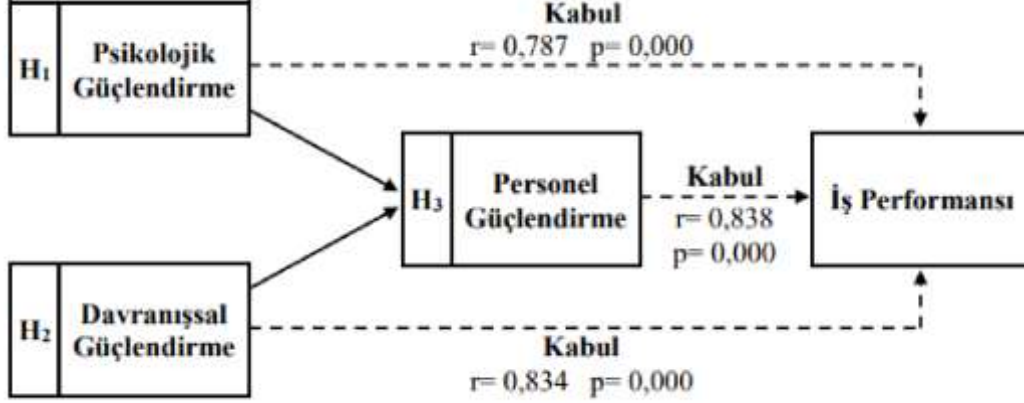 Kabul
r= 0,787 p= 0,000
H₁
Psikolojik
Güçlendirme
H₃
Personel
Güçlendirme
Kabul
r= 0,838
p= 0,000
İş Performansı
H₂
Davranışsal
Güçlendirme
Kabul
r= 0,834 p= 0,000